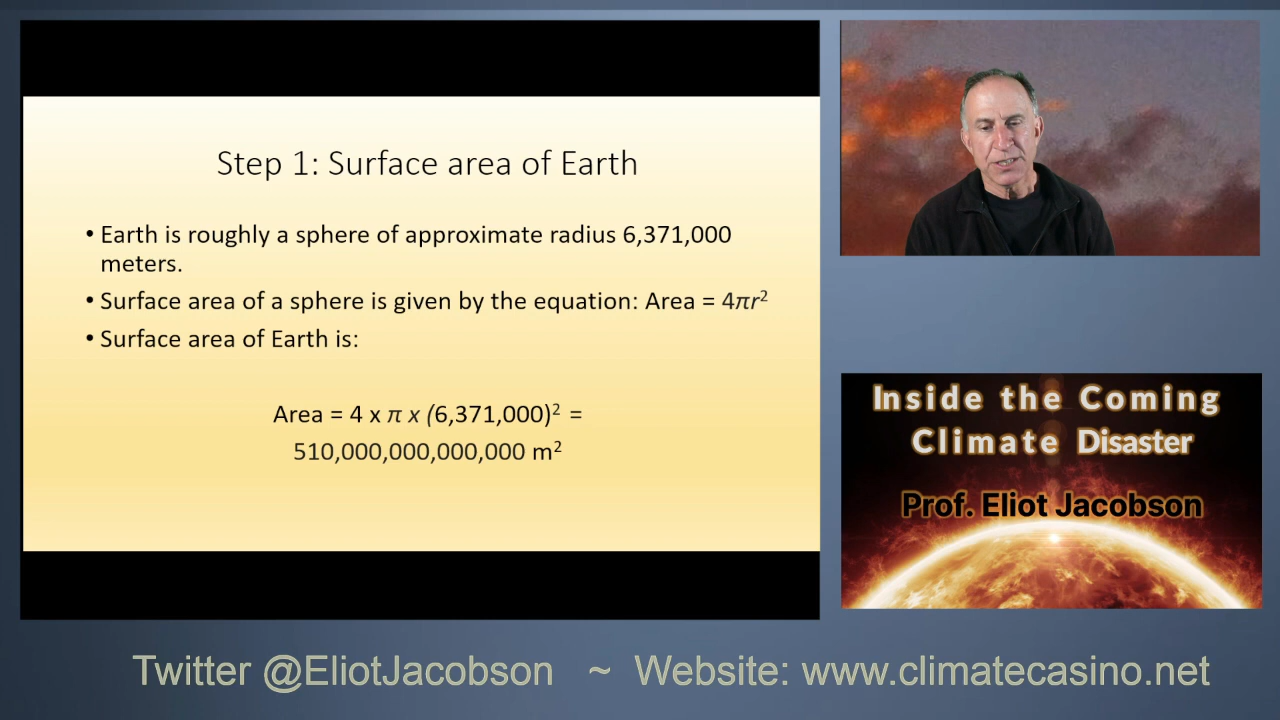 Step 1: Surface area of Earth
• Earth is roughly a sphere of approximate radius 6,371,000
meters.
• Surface area of a sphere is given by the equation: Area = 4πr²
• Surface area of Earth is:
Area = 4 x π x (6,371,000)² =
510,000,000,000,000 m²
Inside the Coming
Climate Disaster
Prof. Eliot Jacobson
Twitter @EliotJacobson ~ Website: www.climatecasino.net